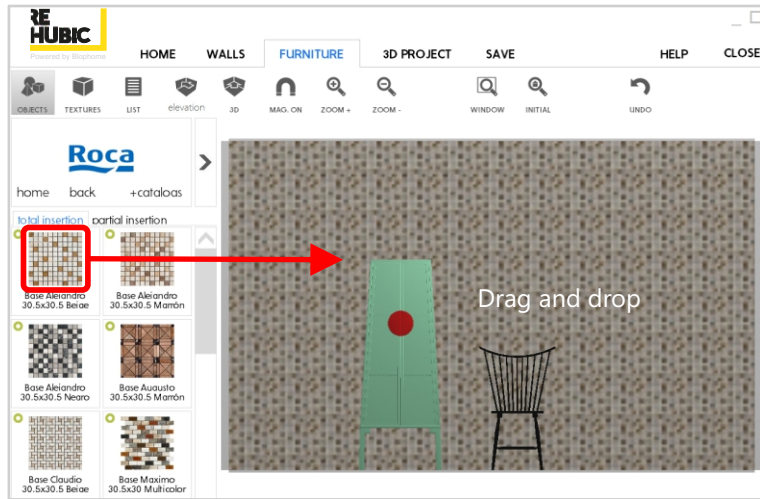 RE
HUBIC
Powered by Biophome
HOME WALLS FURNITURE 3D PROJECT SAVE HELP CLOSE
OBJECTS TEXTURES LIST elevation 3D MAG. ON ZOOM + ZOOM - WINDOW INITIAL UNDO
Roca
home back +catalogs
total insertion partial insertion
Base Alejandro
30.5x30.5 Beige
Base Alejandro
30.5x30.5 Marrón
Base Alejandro
30.5x30.5 Negro
Base Augusto
30.5x30.5 Marrón
Base Claudio
30.5x30.5 Beige
Base Maximo
30.5x30 Multicolor
Drag and drop